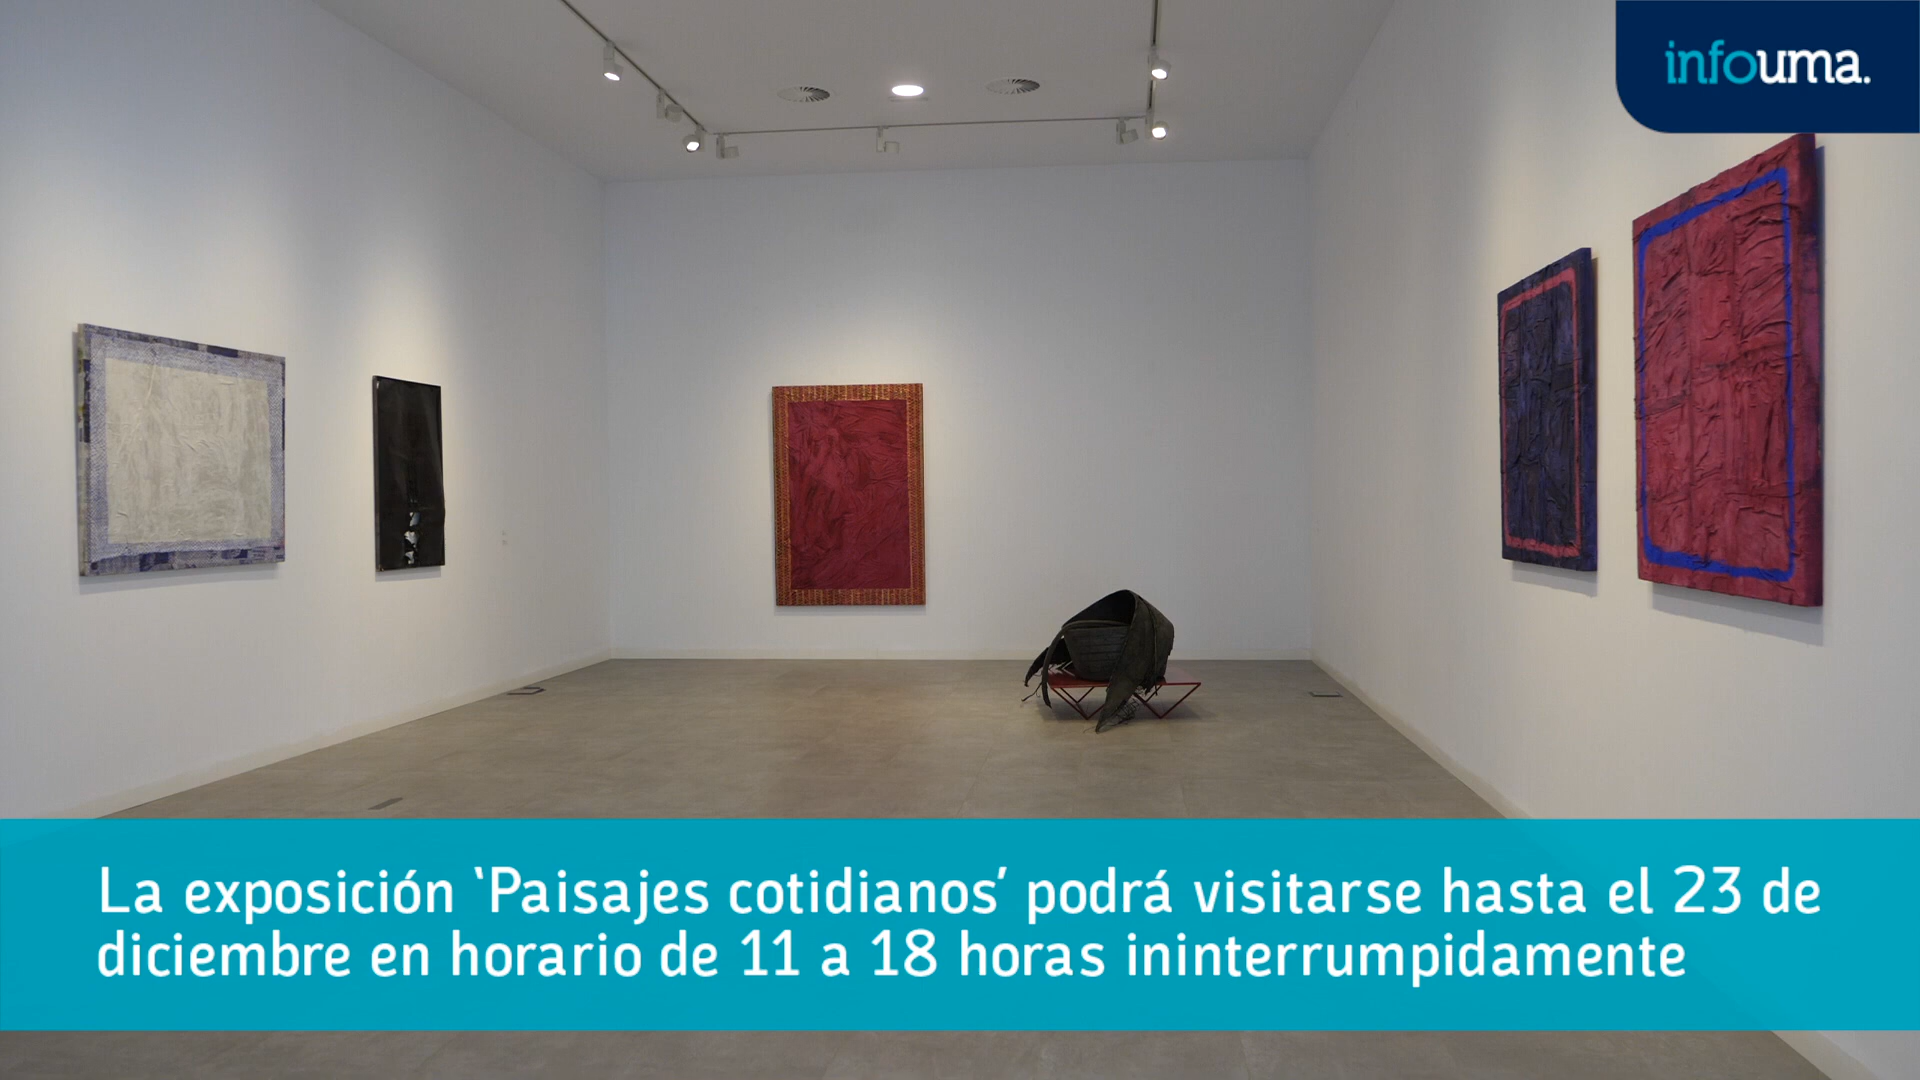 infouma.
La exposición ‘Paisajes cotidianos’ podrá visitarse hasta el 23 de
diciembre en horario de 11 a 18 horas ininterrumpidamente